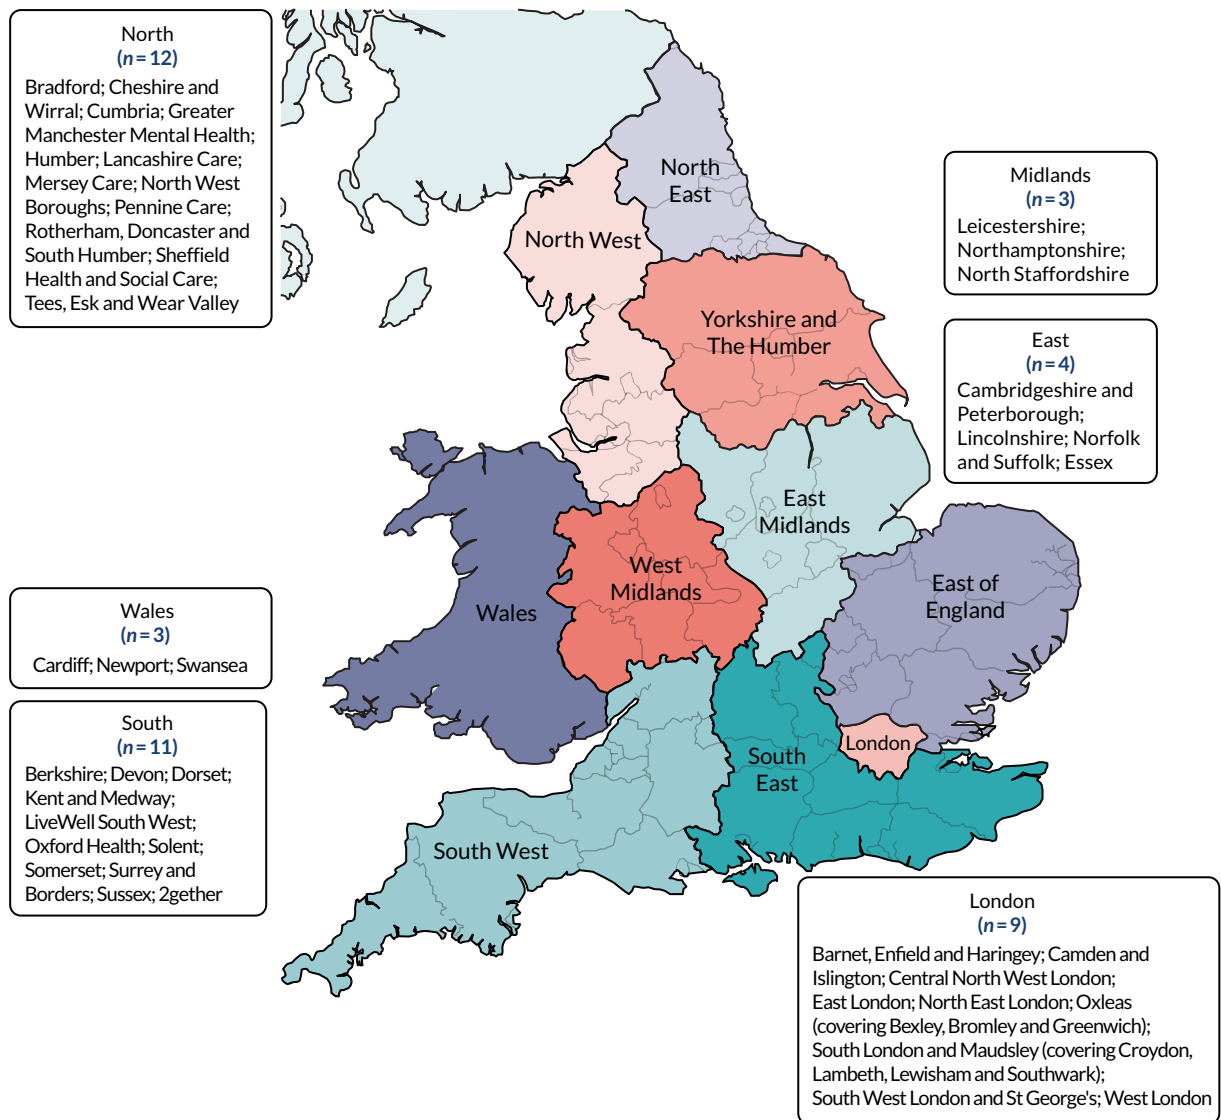 North
(n=12)
Bradford; Cheshire and
Wirral; Cumbria; Greater
Manchester Mental Health;
Humber; Lancashire Care;
Mersey Care; North West
Boroughs; Pennine Care;
Rotherham, Doncaster and
South Humber; Sheffield
Health and Social Care;
Tees, Esk and Wear Valley
Wales
(n=3)
Cardiff; Newport; Swansea
South
(n=11)
Berkshire; Devon; Dorset;
Kent and Medway;
LiveWell South West;
Oxford Health; Solent;
Somerset; Surrey and
Borders; Sussex; 2gether
North
East
North West
Yorkshire and
The Humber
East
Midlands
West
Midlands
Wales
East of
England
London
South
East
South West
Midlands
(n=3)
Leicestershire;
Northamptonshire;
North Staffordshire
East
(n=4)
Cambridgeshire and
Peterborough;
Lincolnshire; Norfolk
and Suffolk; Essex
London
(n=9)
Barnet, Enfield and Haringey; Camden and
Islington; Central North West London;
East London; North East London; Oxleas
(covering Bexley, Bromley and Greenwich);
South London and Maudsley (covering Croydon,
Lambeth, Lewisham and Southwark);
South West London and St George's; West London